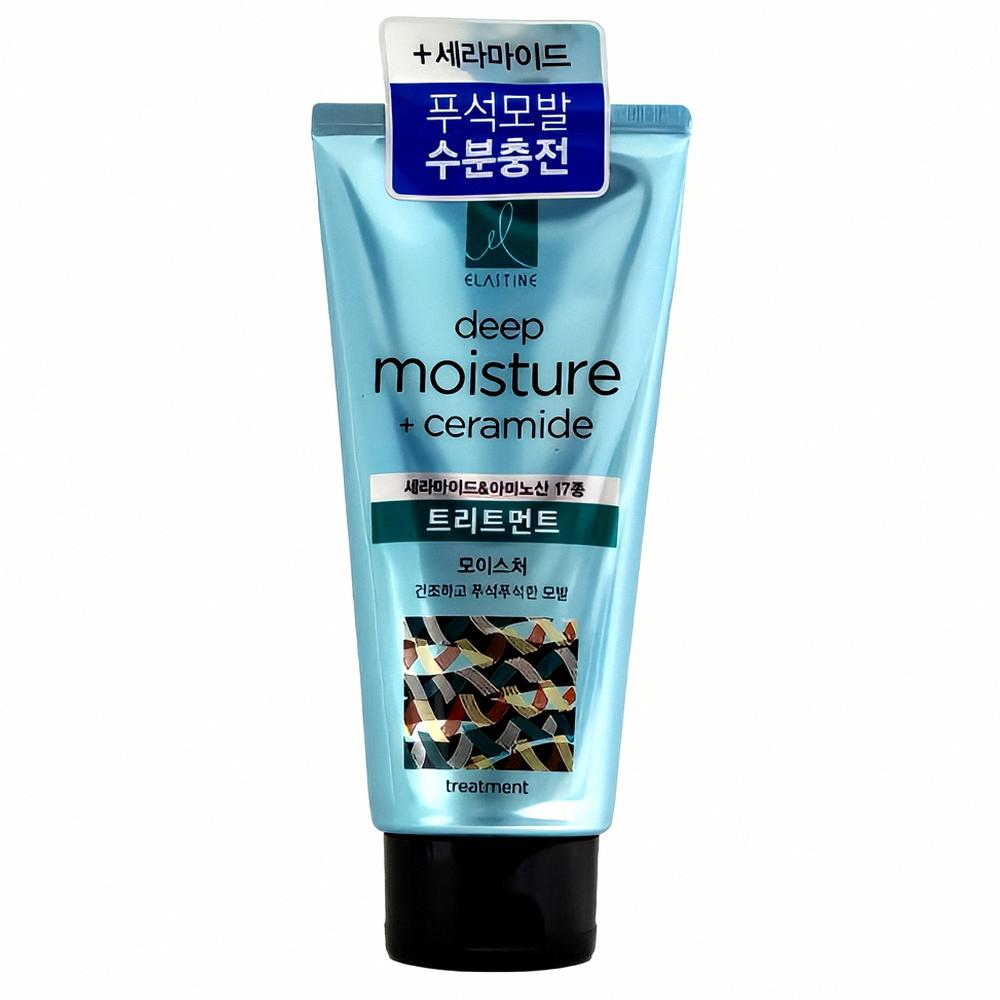 +세라마이드
푸석모발
수분충전
el
ELASTINE
deep
moisture
+ ceramide
세라마이드&아미노산 17종
트리트먼트
모이스처
건조하고 푸석푸석한 모발
treatment